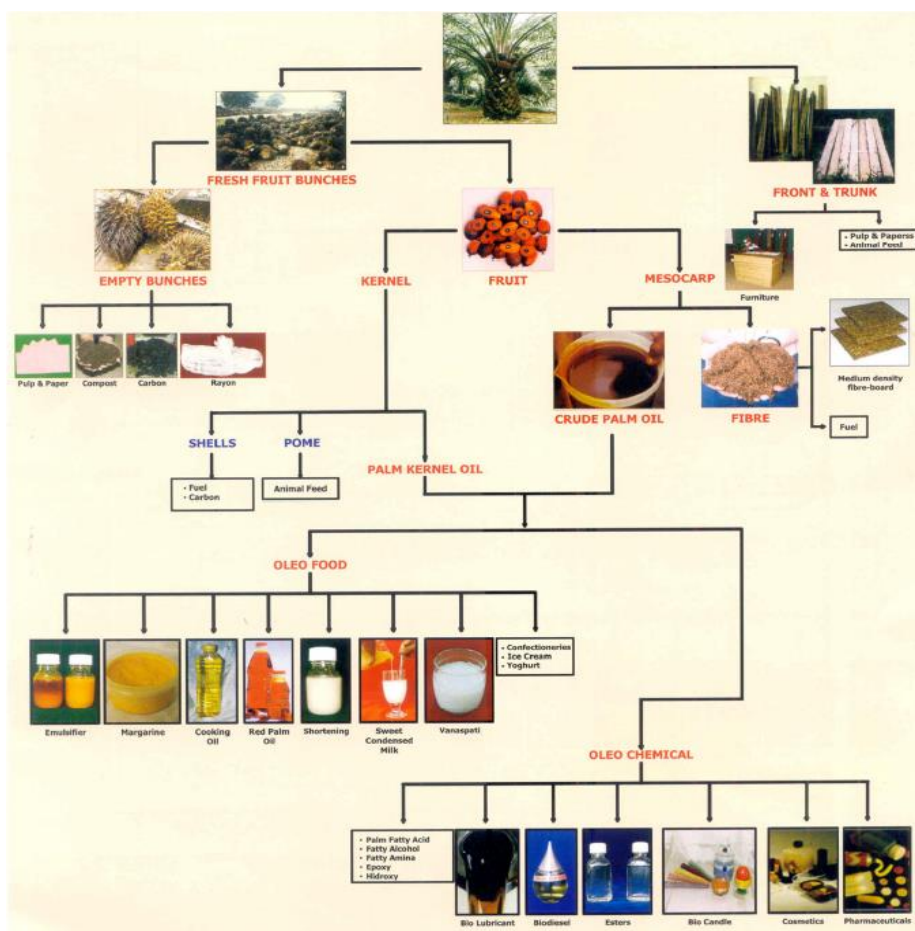 FRESH FRUIT BUNCHES
FRONT & TRUNK
• Pulp & Paperss
• Animal Feed
EMPTY BUNCHES
KERNEL
FRUIT
MESOCARP
Furniture
Pulp & Paper
Compost
Carbon
Rayon
Medium density
fibre-board
CRUDE PALM OIL
FIBRE
Fuel
SHELLS
POME
PALM KERNEL OIL
• Fuel
• Carbon
Animal Feed
OLEO FOOD
• Confectioneries
• Ice Cream
• Yoghurt
Emulsifier
Margarine
Cooking
Oil
Red Palm
Oil
Shortening
Sweet
Condensed
Milk
Vanaspati
OLEO CHEMICAL
• Palm Fatty Acid
• Fatty Alcohol
• Fatty Amina
• Epoxy
• Hidroxy
Bio Lubricant
Biodiesel
Esters
Bio Candle
Cosmetics
Pharmaceuticals